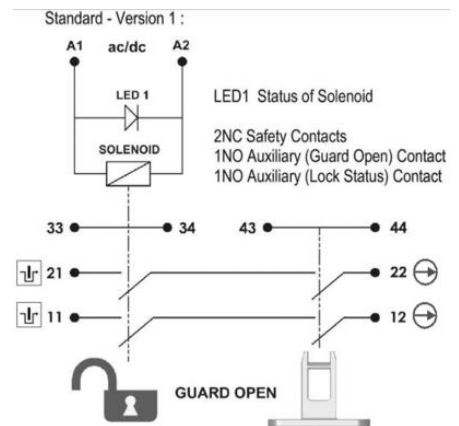 Standard - Version 1 :
A1 ac/dc A2
LED 1
LED1 Status of Solenoid
SOLENOID
2NC Safety Contacts
1NO Auxiliary (Guard Open) Contact
1NO Auxiliary (Lock Status) Contact
33 34 43 44
21 22
11 12
GUARD OPEN